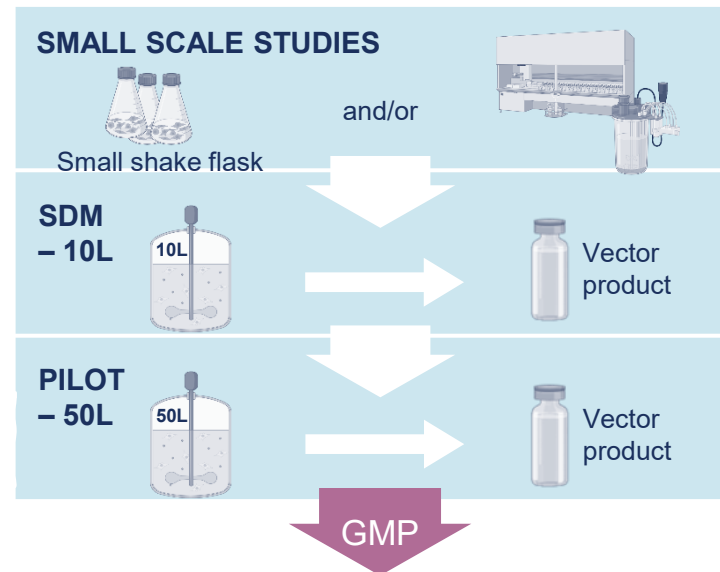 SMALL SCALE STUDIES
and/or
Small shake flask
SDM
– 10L
10L
Vector
product
PILOT
– 50L
50L
Vector
product
GMP